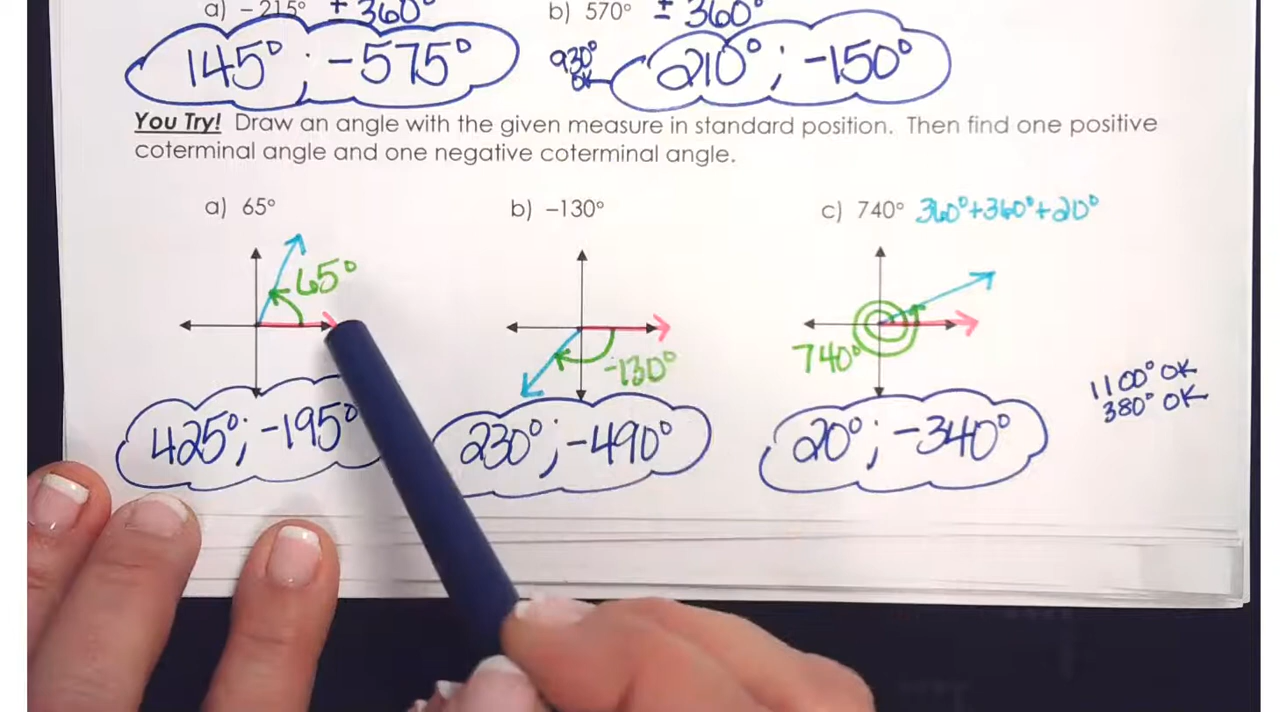 a) −215° ± 360°
b) 570° ± 360°
145° ; −575°
930° OK
210° ; −150°
You Try! Draw an angle with the given measure in standard position. Then find one positive
coterminal angle and one negative coterminal angle.
a) 65°
b) −130°
c) 740° 360°+360°+20°
65°
-130°
740°
425° ; −195°
230° ; −490°
20° ; −340°
1100° OK
380° OK